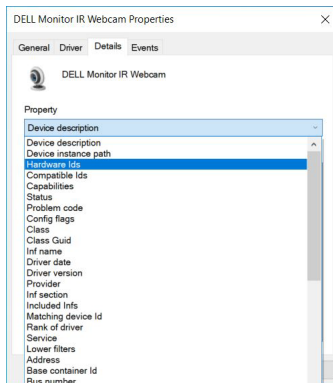 DELL Monitor IR Webcam Properties
General Driver Details Events
DELL Monitor IR Webcam
Property
Device description
Device description
Device instance path
Hardware Ids
Compatible Ids
Capabilities
Status
Problem code
Config flags
Class
Class Guid
Inf name
Driver date
Driver version
Provider
Inf section
Included Infs
Matching device Id
Rank of driver
Service
Lower filters
Address
Base container Id
Bus number